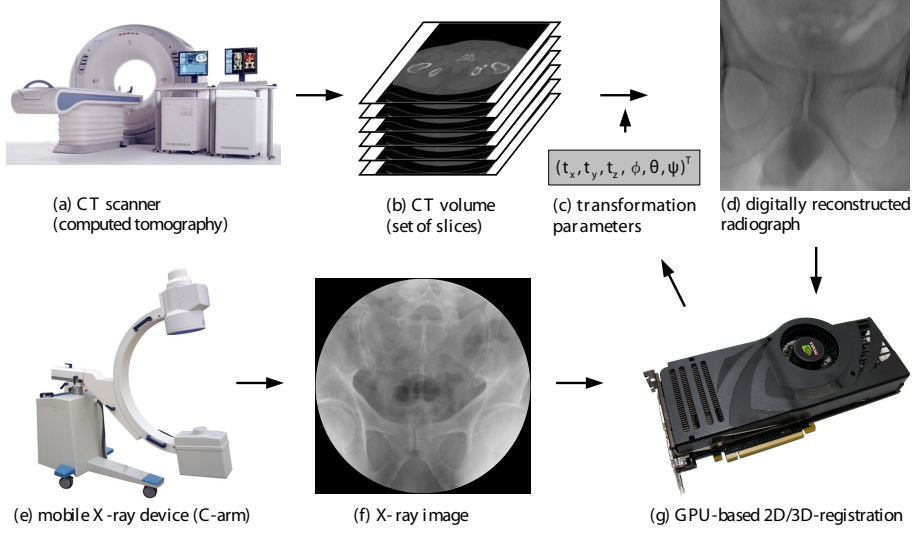 (t_x, t_y, t_z, ϕ, θ, ψ)^T
(a) CT scanner
(computed tomography)
(b) CT volume
(set of slices)
(c) transformation
parameters
(d) digitally reconstructed
radiograph
(e) mobile X-ray device (C-arm)
(f) X-ray image
(g) GPU-based 2D/3D-registration